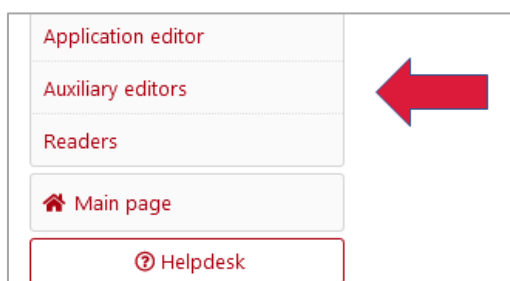 Application editor
Auxiliary editors
Readers
Main page
Helpdesk